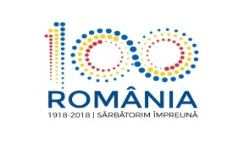 100
ROMÂNIA
1918-2018 | SĂRBĂTORIM ÎMPREUNĂ